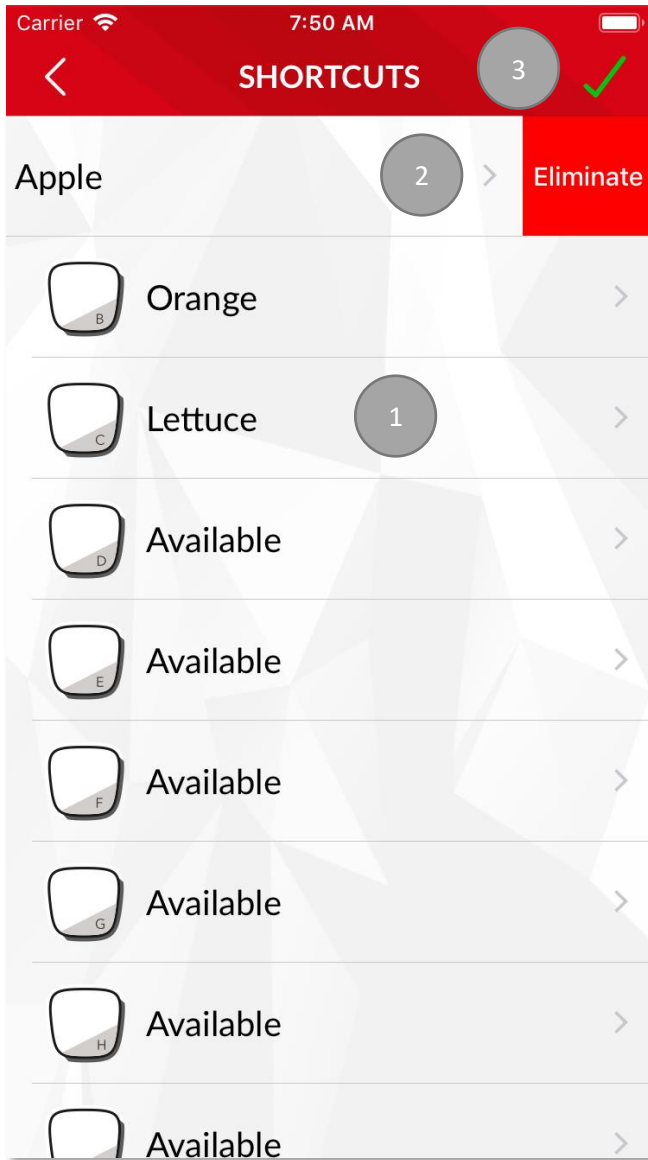 Carrier 7:50 AM
SHORTCUTS 3
Apple 2 Eliminate
B Orange
C Lettuce 1
D Available
E Available
F Available
G Available
H Available
Available